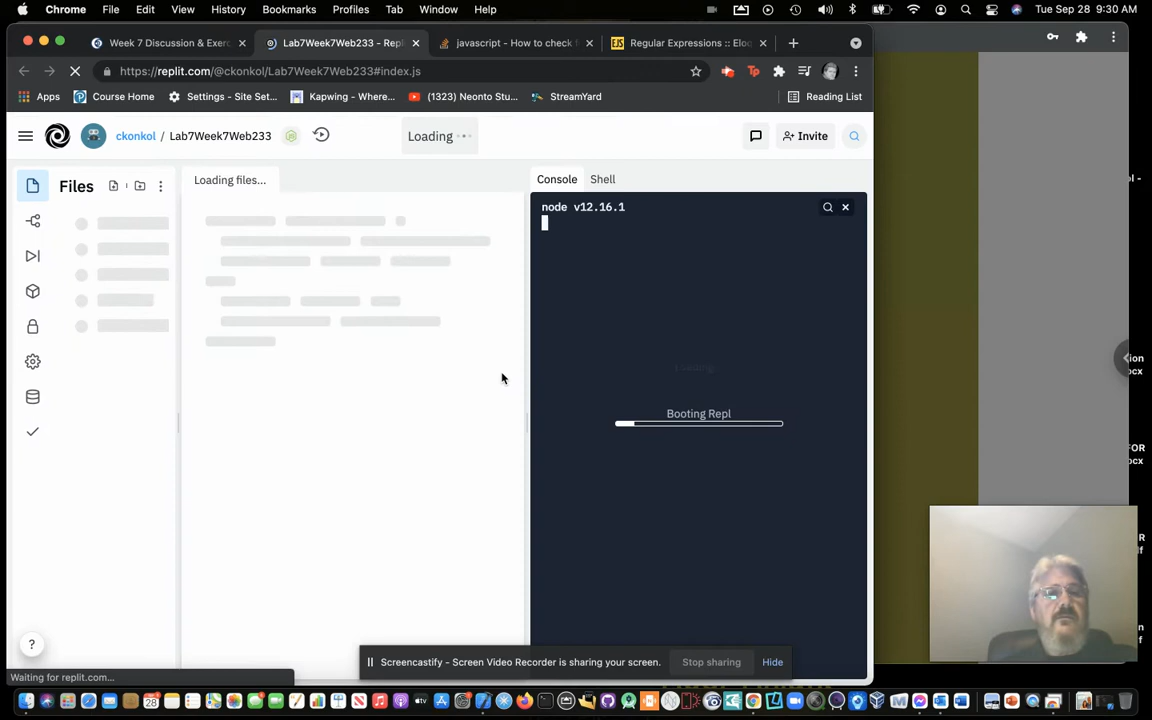 Chrome File Edit View History Bookmarks Profiles Tab Window Help Tue Sep 28 9:30 AM
Week 7 Discussion & Exerc Lab7Week7Web233 - Repl javascript - How to check f Regular Expressions :: Eloq
https://replit.com/@ckonkol/Lab7Week7Web233#index.js
Apps Course Home Settings - Site Set... Kapwing - Where... (1323) Neonto Stu... StreamYard Reading List
ckonkol / Lab7Week7Web233 Loading Invite
Files Loading files... Console Shell
node v12.16.1
Booting Repl
Screencastify - Screen Video Recorder is sharing your screen. Stop sharing Hide
Waiting for replit.com...